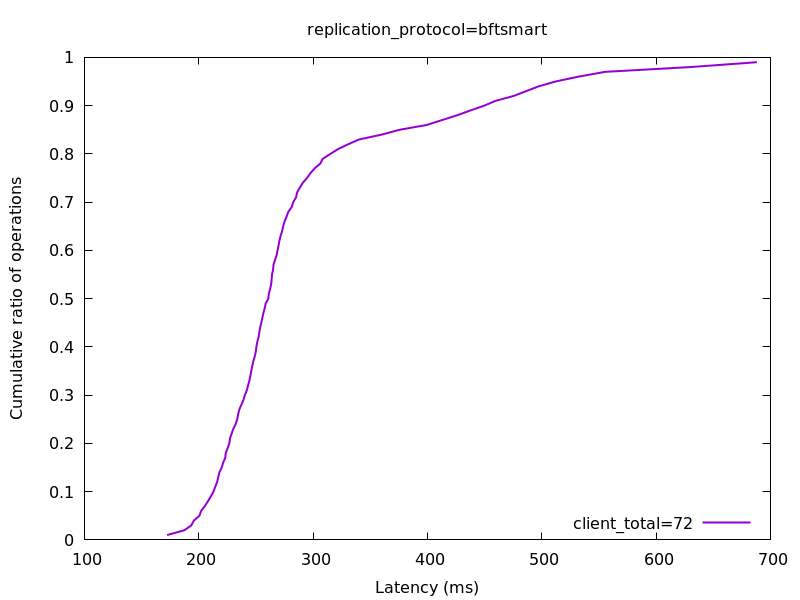 replication_protocol=bftsmart
1
0.9
0.8
0.7
0.6
0.5
0.4
0.3
0.2
0.1
0
Cumulative ratio of operations
client_total=72
100 200 300 400 500 600 700
Latency (ms)